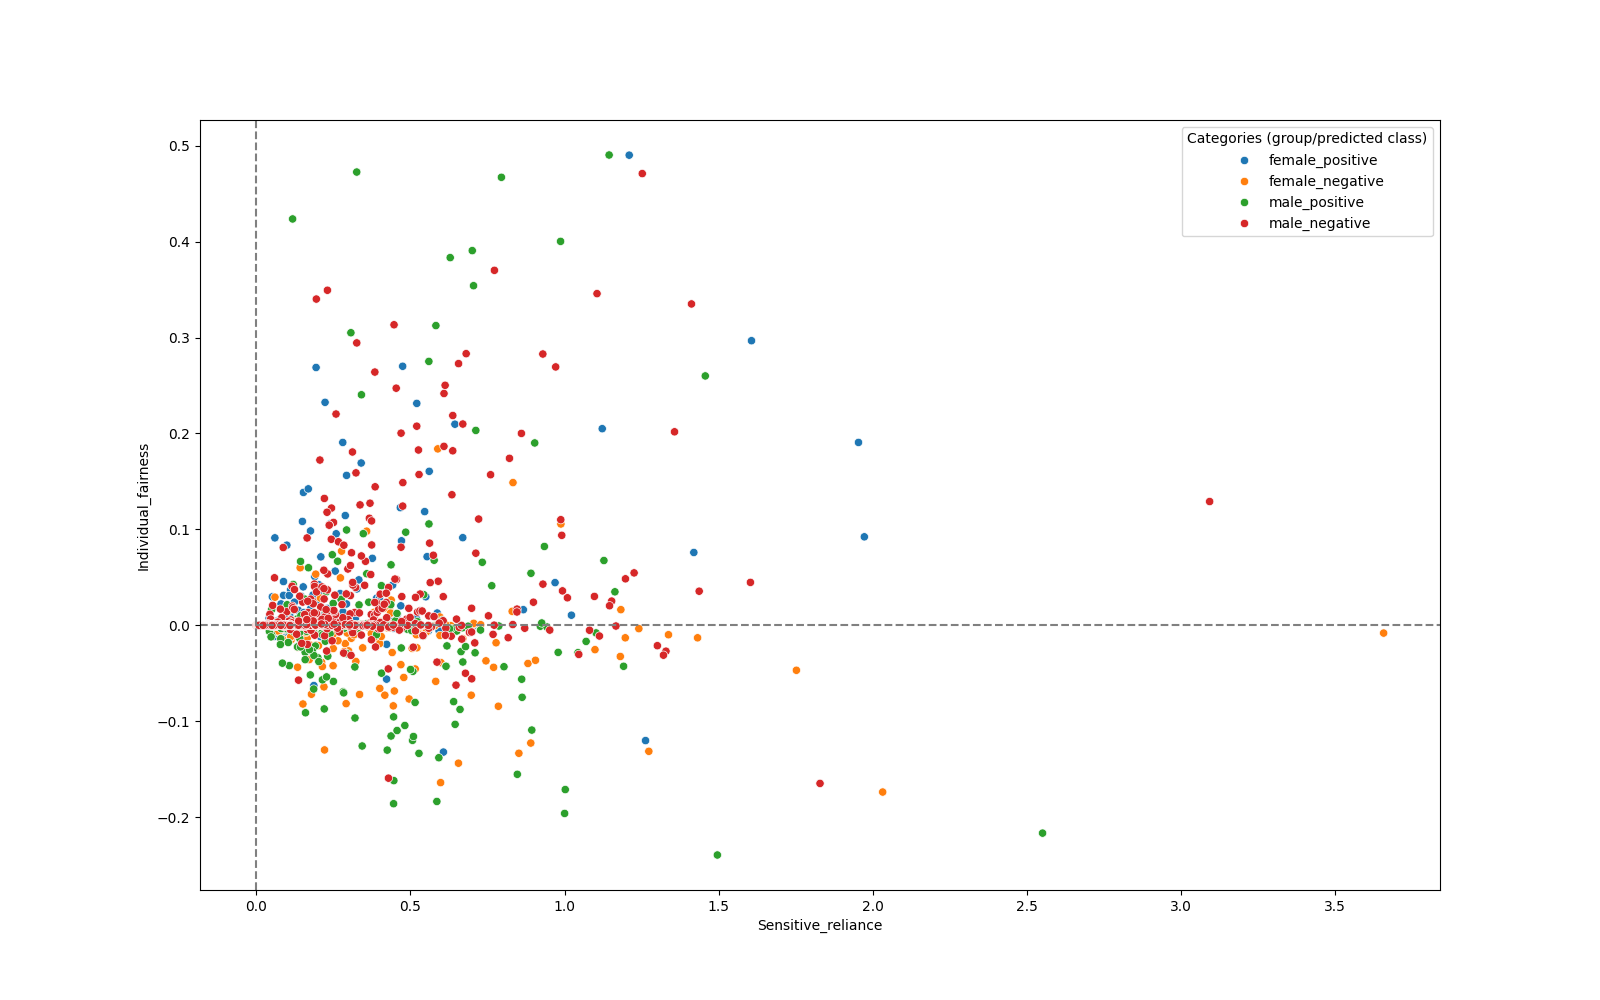 Categories (group/predicted class)
female_positive
female_negative
male_positive
male_negative
0.5
0.4
0.3
0.2
0.1
0.0
−0.1
−0.2
Individual_fairness
0.0 0.5 1.0 1.5 2.0 2.5 3.0 3.5
Sensitive_reliance